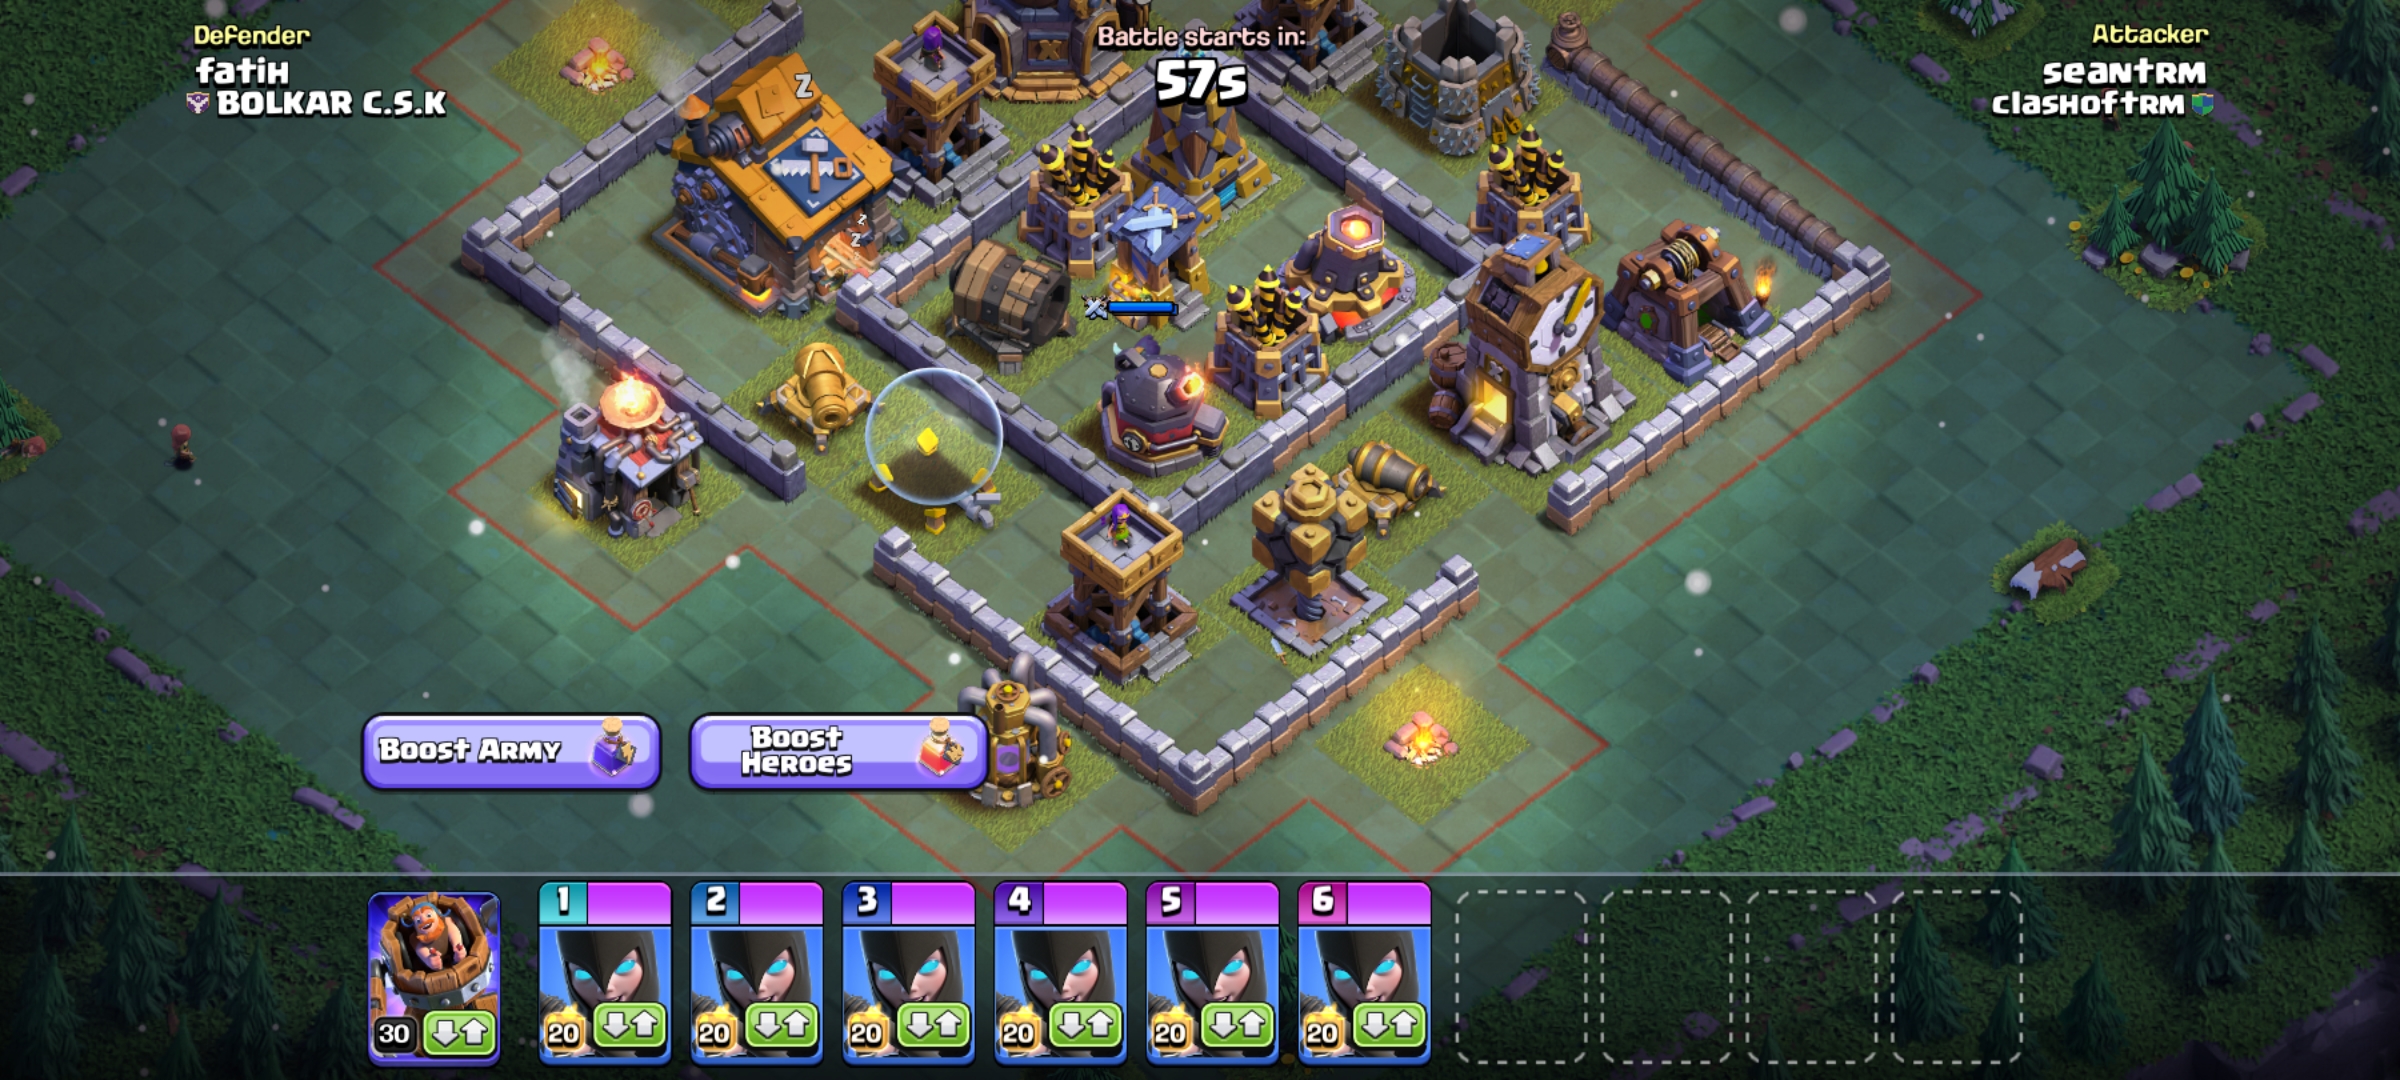 Defender
fatih
BOLKAR C.S.K
Battle starts in:
57s
Attacker
seantRM
clashoftRM
Z
z
z
Boost Army
Boost
Heroes
30
1
20
2
20
3
20
4
20
5
20
6
20